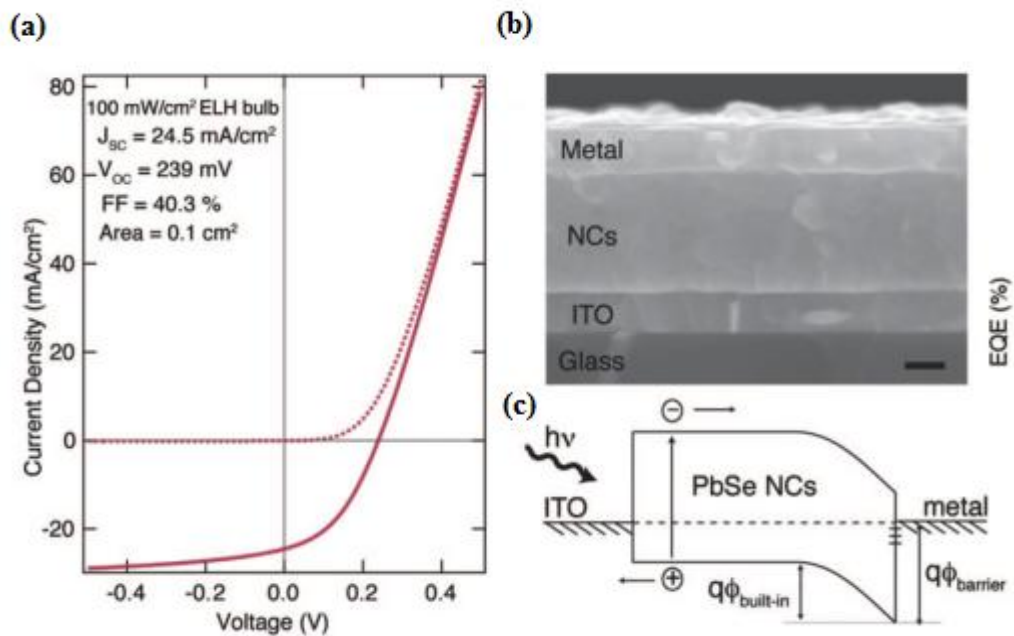 (a)
100 mW/cm² ELH bulb
J_SC = 24.5 mA/cm²
V_OC = 239 mV
FF = 40.3 %
Area = 0.1 cm²
80
60
40
20
0
-20
-0.4
-0.2
0.0
0.2
0.4
Current Density (mA/cm²)
Voltage (V)
(b)
Metal
NCs
ITO
Glass
EQE (%)
(c)
hν
ITO
−
PbSe NCs
metal
+
qϕ_built-in
qϕ_barrier